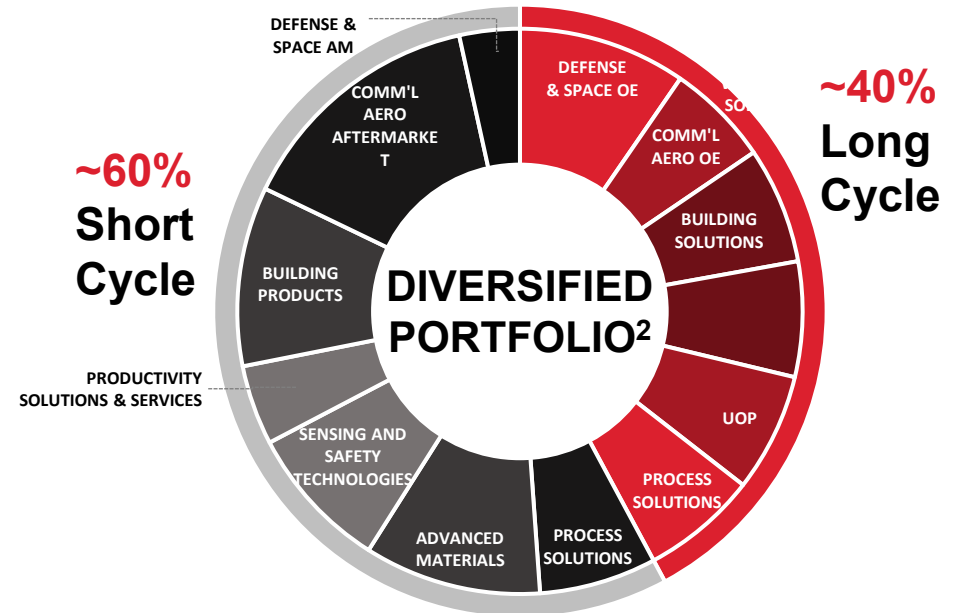 DEFENSE &
SPACE AM
COMM'L
AERO
AFTERMARKE
T
DEFENSE
& SPACE OE
COMM'L
AERO OE
~40%
Long
Cycle
~60%
Short
Cycle
BUILDING
SOLUTIONS
BUILDING
PRODUCTS
DIVERSIFIED
PORTFOLIO²
PRODUCTIVITY
SOLUTIONS & SERVICES
UOP
SENSING AND
SAFETY
TECHNOLOGIES
PROCESS
SOLUTIONS
ADVANCED
MATERIALS
PROCESS
SOLUTIONS